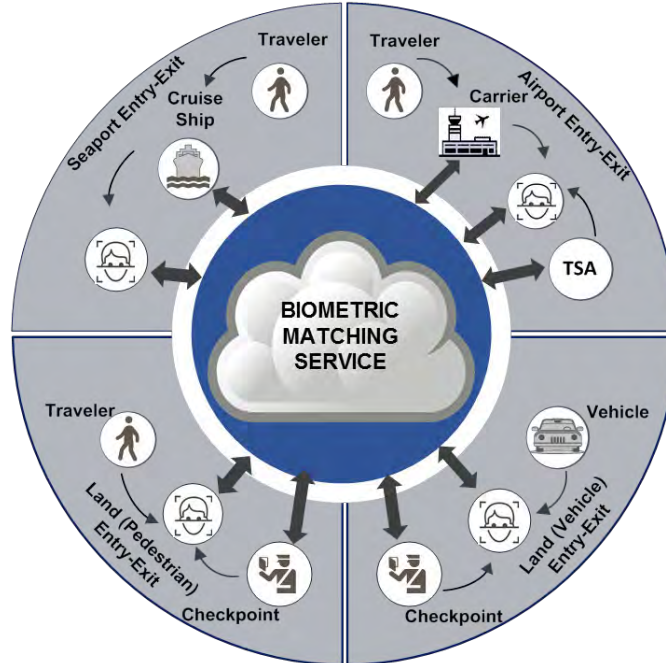 Traveler
Seaport Entry-Exit
Cruise
Ship
Traveler
Carrier
Airport Entry-Exit
TSA
BIOMETRIC
MATCHING
SERVICE
Traveler
Land (Pedestrian)
Entry-Exit
Checkpoint
Vehicle
Land (Vehicle)
Entry-Exit
Checkpoint